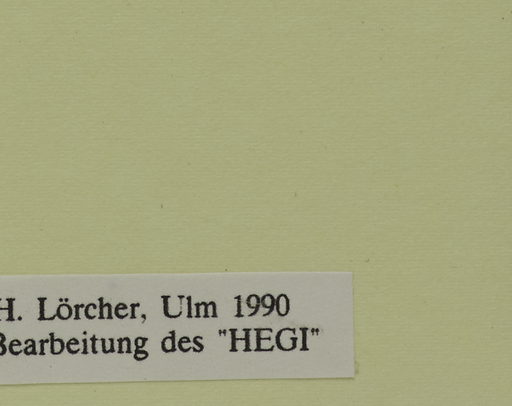 H. Lörcher, Ulm 1990
Bearbeitung des "HEGI"